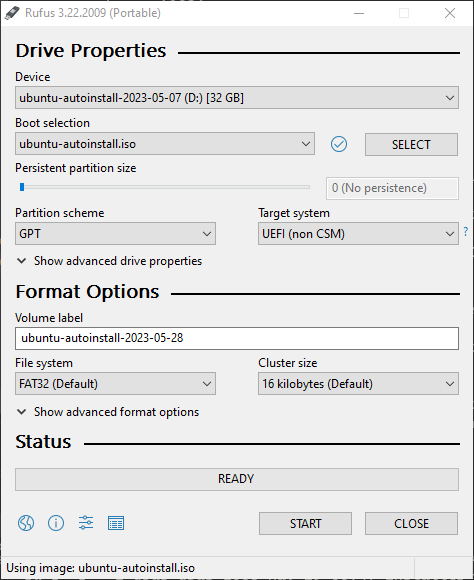 Rufus 3.22.2009 (Portable)
Drive Properties
Device
ubuntu-autoinstall-2023-05-07 (D:) [32 GB]
Boot selection
ubuntu-autoinstall.iso
SELECT
Persistent partition size
0 (No persistence)
Partition scheme
Target system
GPT
UEFI (non CSM)
?
Show advanced drive properties
Format Options
Volume label
ubuntu-autoinstall-2023-05-28
File system
Cluster size
FAT32 (Default)
16 kilobytes (Default)
Show advanced format options
Status
READY
START
CLOSE
Using image: ubuntu-autoinstall.iso